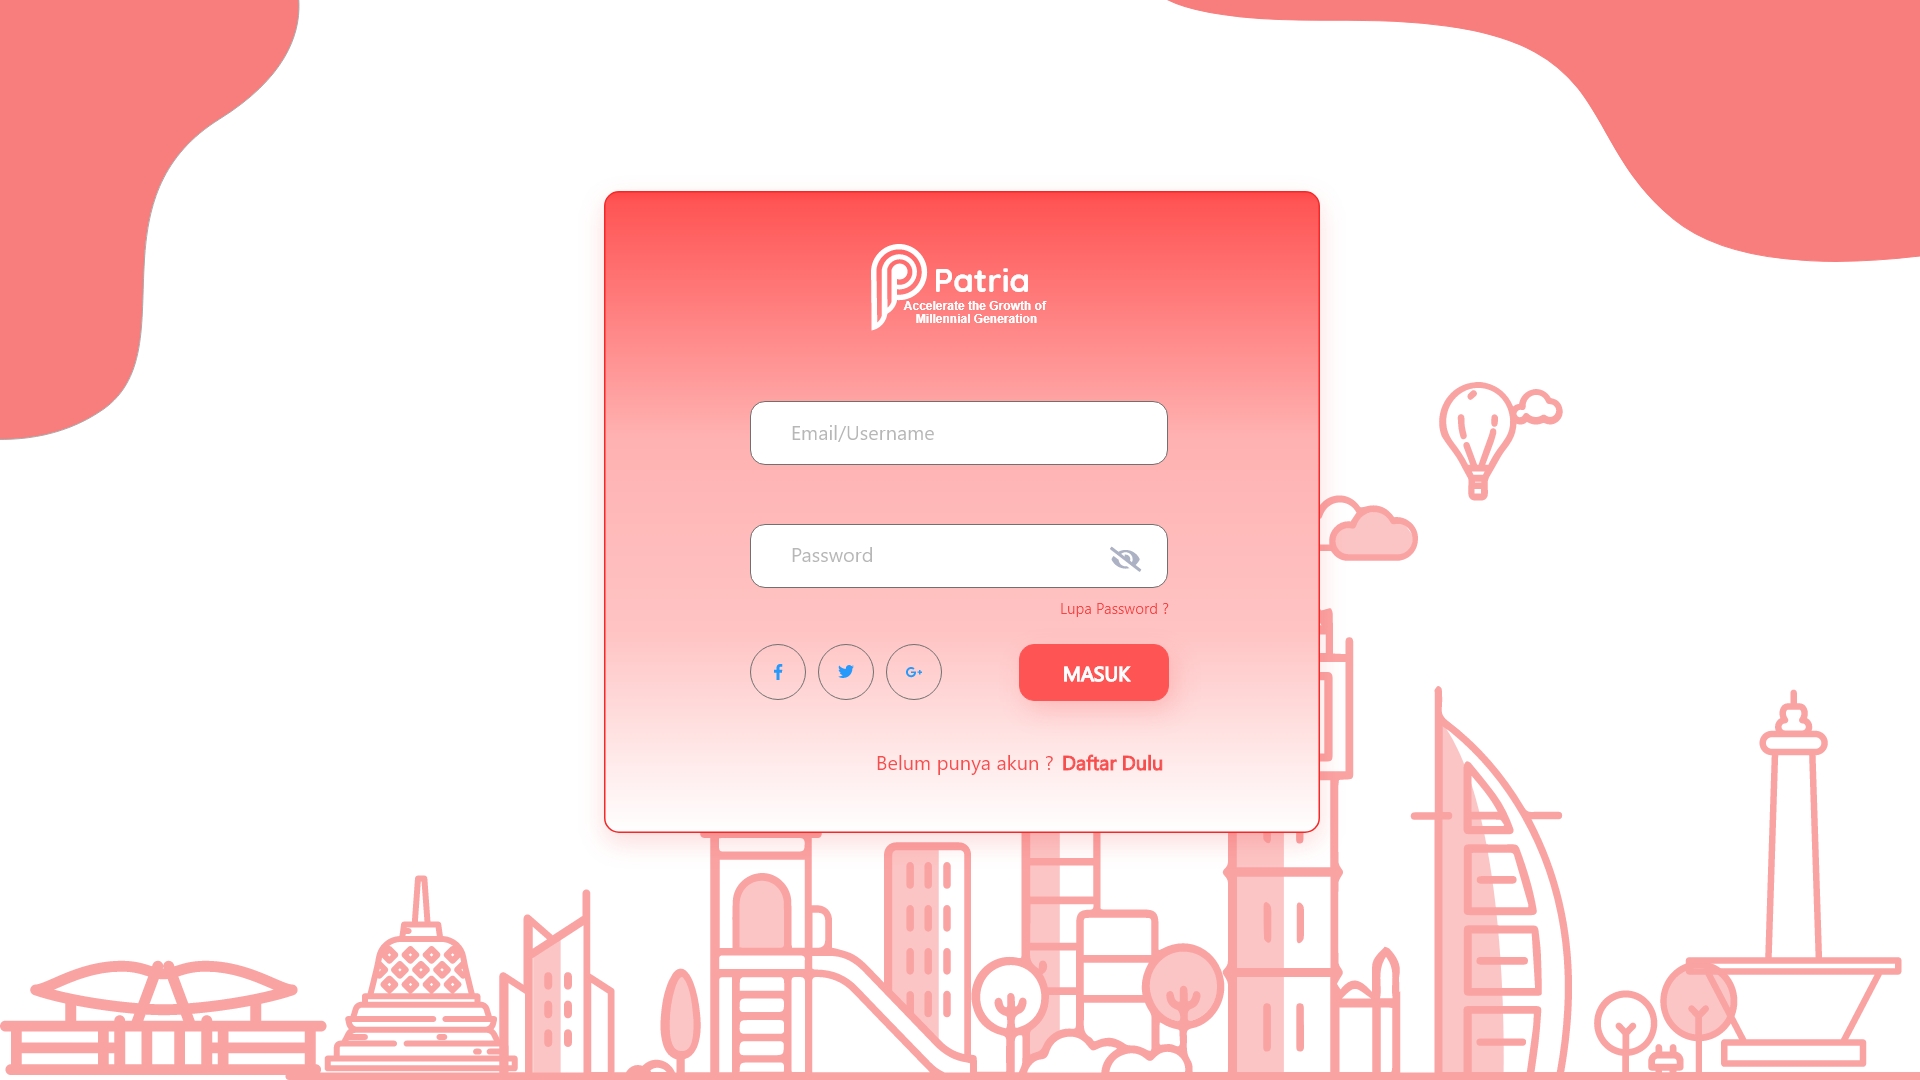 Patria
Accelerate the Growth of
Millennial Generation
Email/Username
Password
Lupa Password ?
MASUK
Belum punya akun ? Daftar Dulu